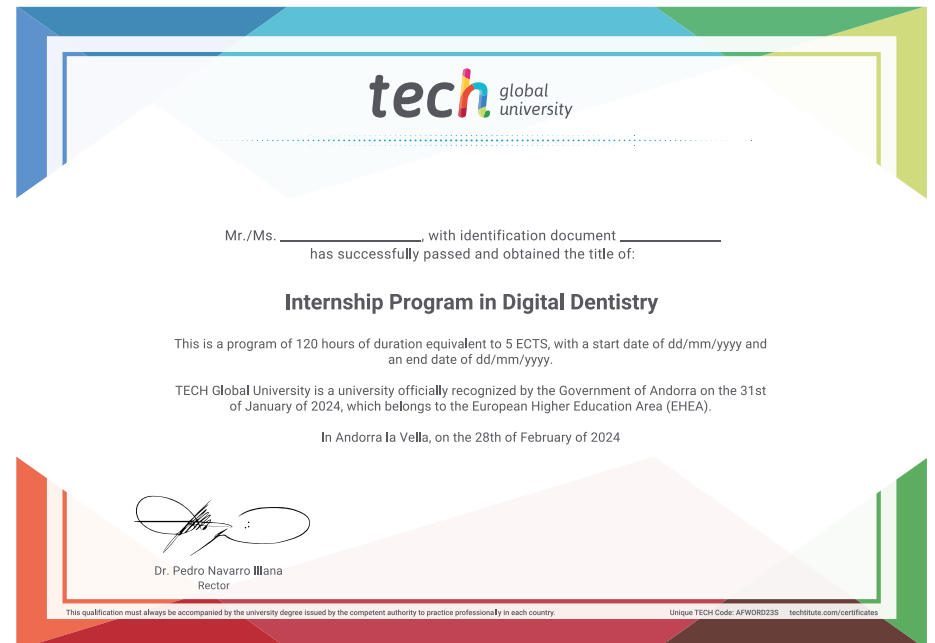 tech global university
Mr./Ms. ____________, with identification document ____________
has successfully passed and obtained the title of:
Internship Program in Digital Dentistry
This is a program of 120 hours of duration equivalent to 5 ECTS, with a start date of dd/mm/yyyy and
an end date of dd/mm/yyyy.
TECH Global University is a university officially recognized by the Government of Andorra on the 31st
of January of 2024, which belongs to the European Higher Education Area (EHEA).
In Andorra la Vella, on the 28th of February of 2024
Dr. Pedro Navarro Illana
Rector
This qualification must always be accompanied by the university degree issued by the competent authority to practice professionally in each country.
Unique TECH Code: AFWORD23S techtitute.com/certificates